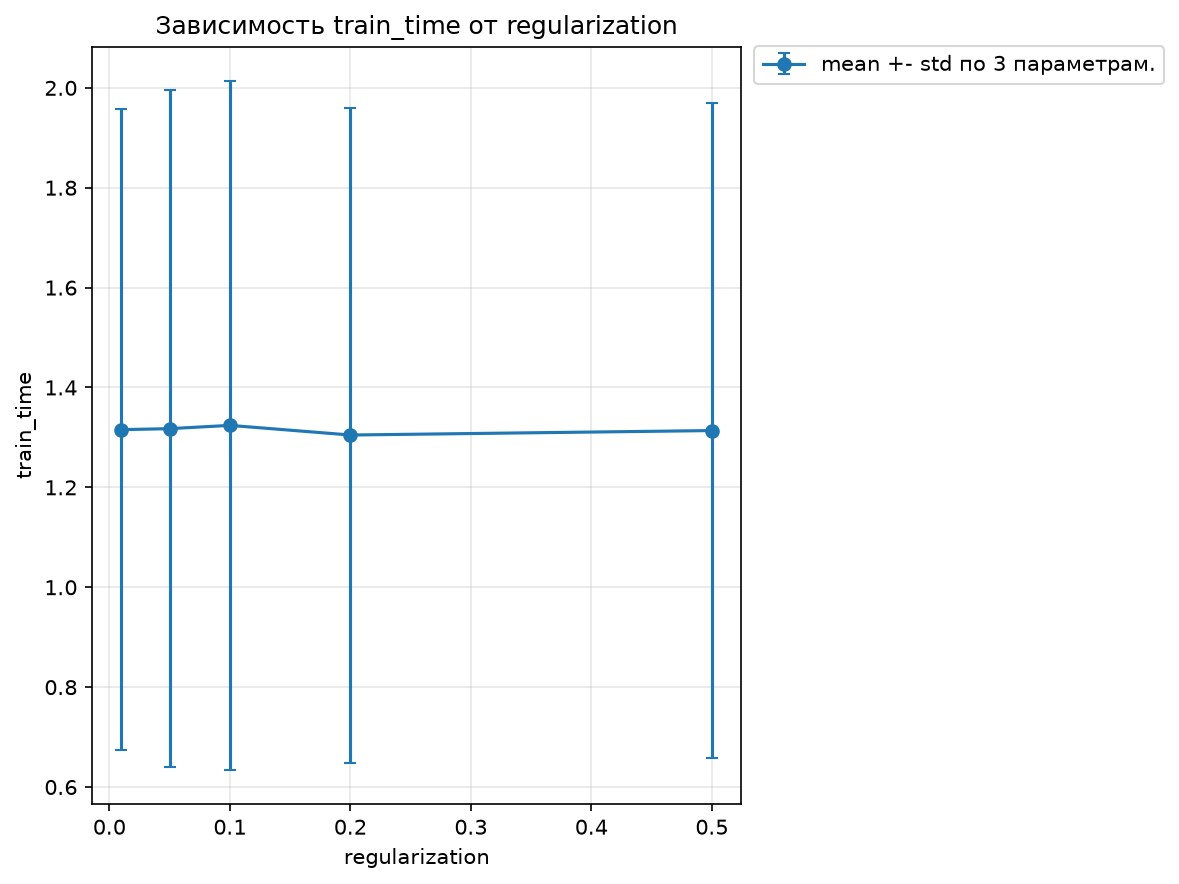 Зависимость train_time от regularization
mean +- std по 3 параметрам.
train_time
2.0
1.8
1.6
1.4
1.2
1.0
0.8
0.6
0.0 0.1 0.2 0.3 0.4 0.5
regularization